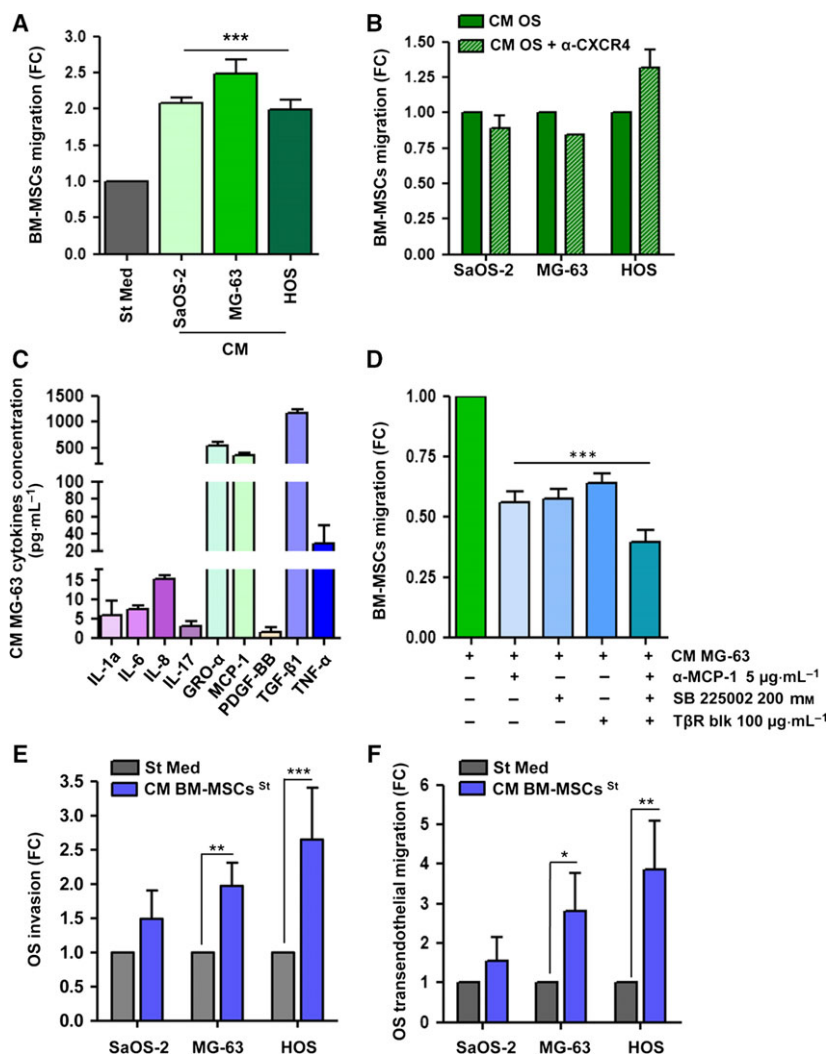 A
BM-MSCs migration (FC)
3.0
2.5
2.0
1.5
1.0
0.5
0.0
***
St Med
SaOS-2
MG-63
HOS
CM
B
CM OS
CM OS + α-CXCR4
BM-MSCs migration (FC)
1.50
1.25
1.00
0.75
0.50
0.25
0.00
SaOS-2 MG-63 HOS
C
CM MG-63 cytokines concentration
(pg·mL⁻¹)
1500
1000
500
100
80
60
40
20
15
10
5
0
IL-1a
IL-6
IL-8
IL-17
GRO-α
MCP-1
PDGF-BB
TGF-β1
TNF-α
D
BM-MSCs migration (FC)
1.00
0.75
0.50
0.25
0.00
***
+ + + + + CM MG-63
– + – – + α-MCP-1 5 µg·mL⁻¹
– – + – + SB 225002 200 mM
– – – + + TβR blk 100 µg·mL⁻¹
E
St Med
CM BM-MSCs St
OS invasion (FC)
3.5
3.0
2.5
2.0
1.5
1.0
0.5
0.0
**
***
SaOS-2 MG-63 HOS
F
St Med
CM BM-MSCs St
OS transendothelial migration (FC)
6
5
4
3
2
1
0
*
**
SaOS-2 MG-63 HOS